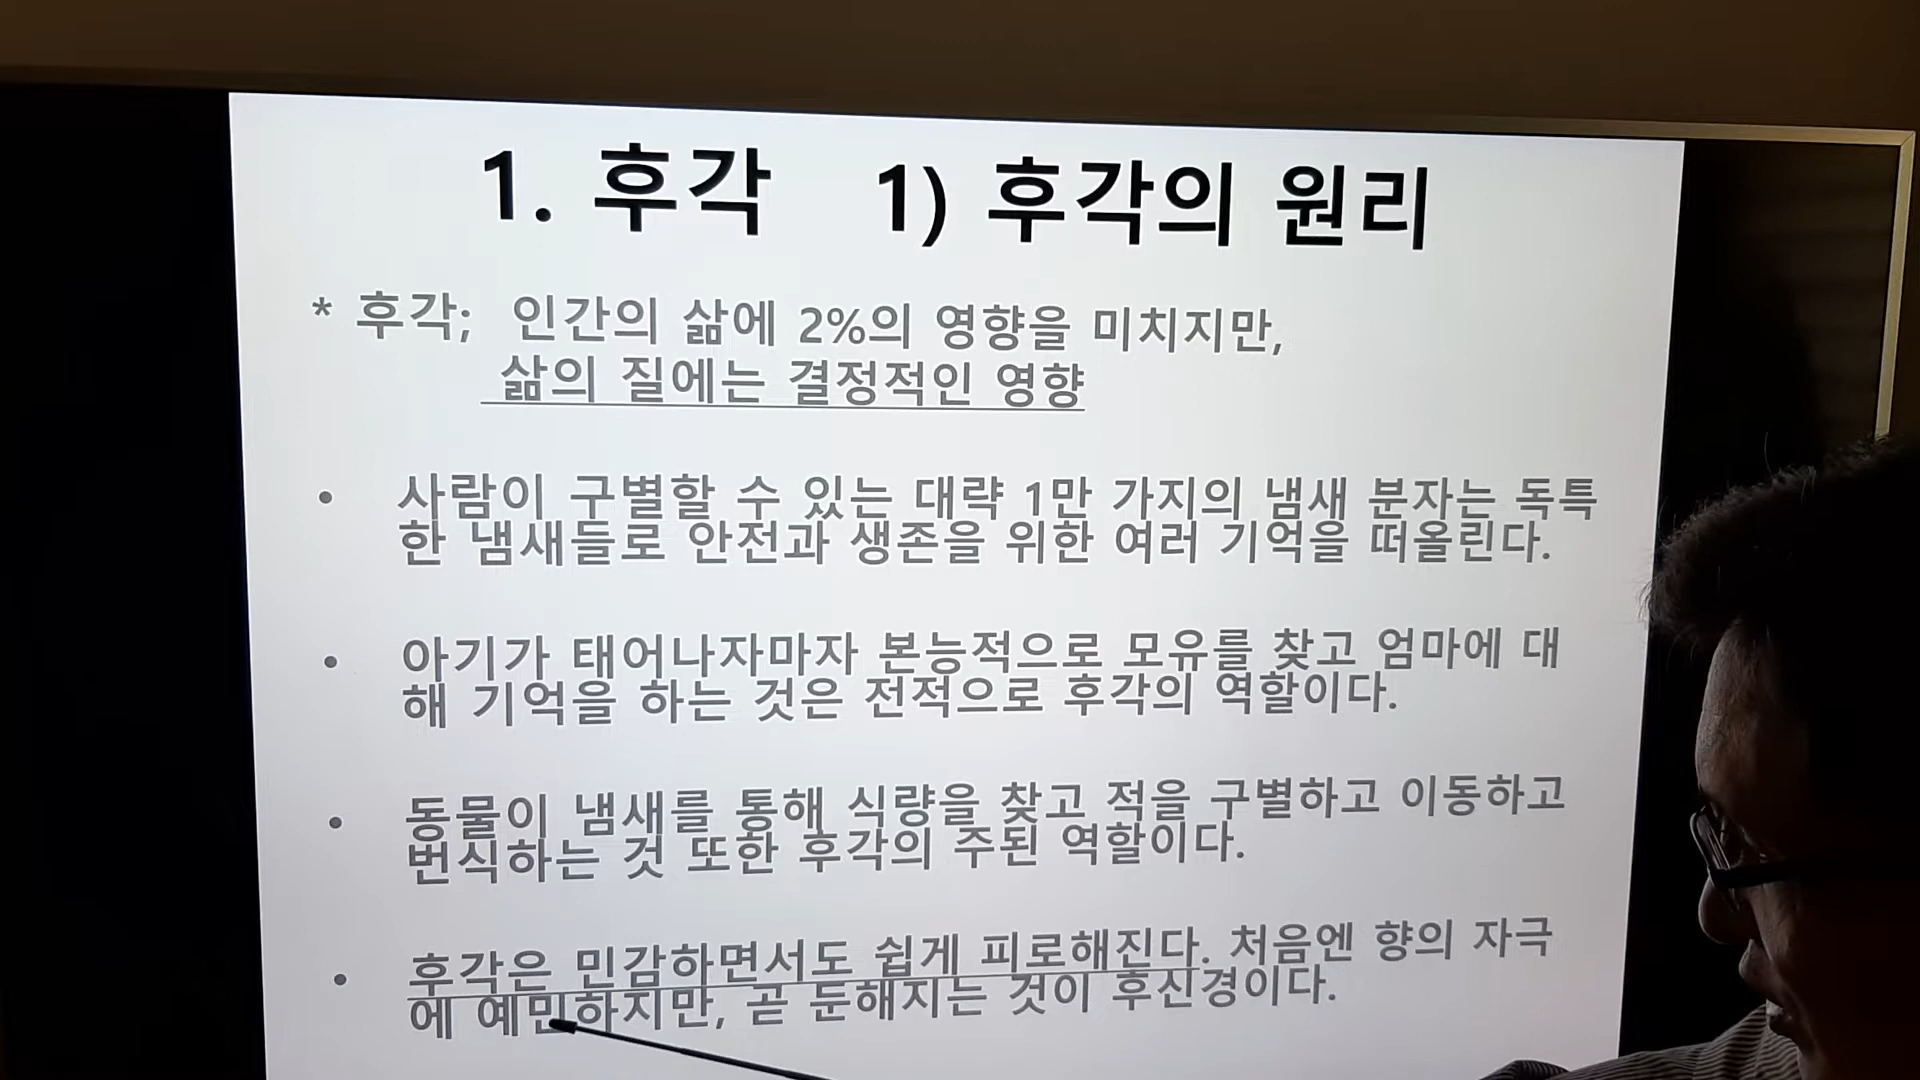 1. 후각 1) 후각의 원리
* 후각; 인간의 삶에 2%의 영향을 미치지만,
삶의 질에는 결정적인 영향
• 사람이 구별할 수 있는 대략 1만 가지의 냄새 분자는 독특
한 냄새들로 안전과 생존을 위한 여러 기억을 떠올린다.
• 아기가 태어나자마자 본능적으로 모유를 찾고 엄마에 대
해 기억을 하는 것은 전적으로 후각의 역할이다.
• 동물이 냄새를 통해 식량을 찾고 적을 구별하고 이동하고
번식하는 것 또한 후각의 주된 역할이다.
• 후각은 민감하면서도 쉽게 피로해진다. 처음엔 향의 자극
에 예민하지만, 곧 둔해지는 것이 후신경이다.